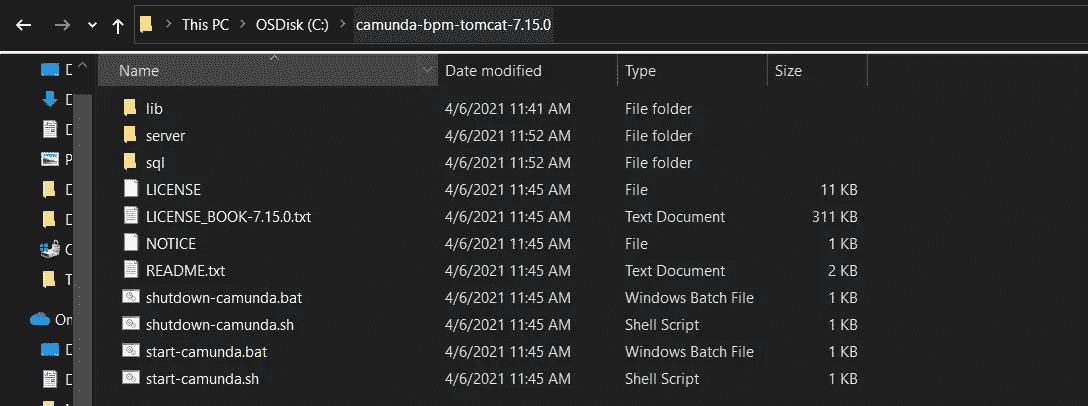 This PC > OSDisk (C:) > camunda-bpm-tomcat-7.15.0
Name Date modified Type Size
lib 4/6/2021 11:41 AM File folder
server 4/6/2021 11:52 AM File folder
sql 4/6/2021 11:52 AM File folder
LICENSE 4/6/2021 11:45 AM File 11 KB
LICENSE_BOOK-7.15.0.txt 4/6/2021 11:45 AM Text Document 311 KB
NOTICE 4/6/2021 11:45 AM File 1 KB
README.txt 4/6/2021 11:45 AM Text Document 2 KB
shutdown-camunda.bat 4/6/2021 11:45 AM Windows Batch File 1 KB
shutdown-camunda.sh 4/6/2021 11:45 AM Shell Script 1 KB
start-camunda.bat 4/6/2021 11:45 AM Windows Batch File 1 KB
start-camunda.sh 4/6/2021 11:45 AM Shell Script 1 KB